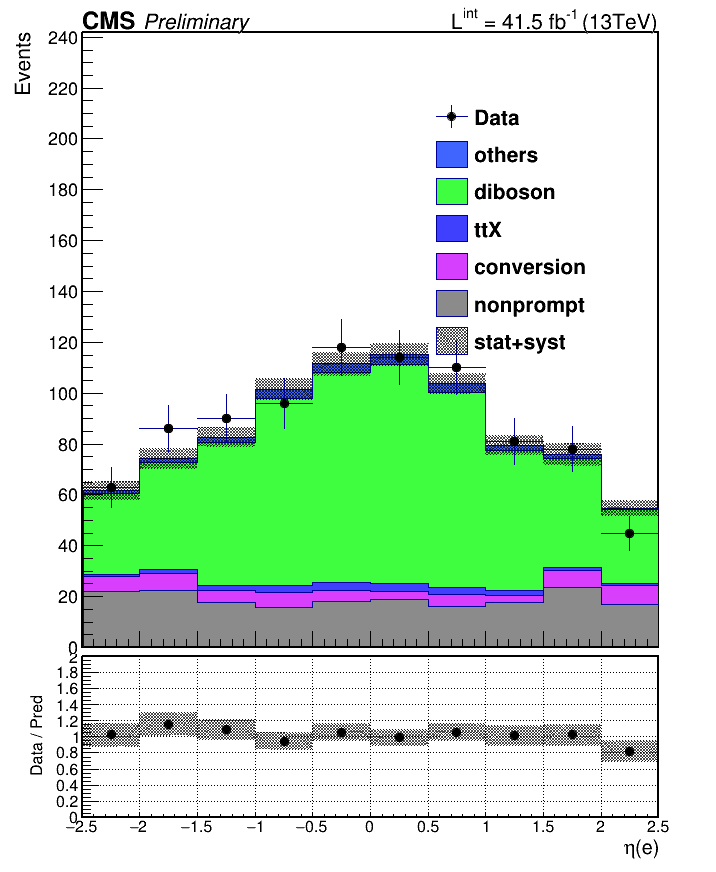 CMS Preliminary L^int = 41.5 fb^-1 (13TeV)
Events
240
220
200
180
160
140
120
100
80
60
40
20
0
Data
others
diboson
ttX
conversion
nonprompt
stat+syst
Data / Pred
2
1.8
1.6
1.4
1.2
1
0.8
0.6
0.4
0.2
0
−2.5 −2 −1.5 −1 −0.5 0 0.5 1 1.5 2 2.5
η(e)